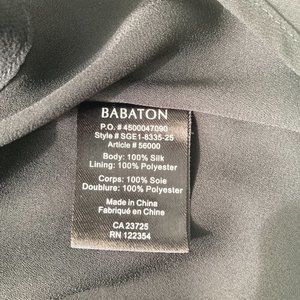 BABATON
P.O. # 4500047090
Style # SGE1-8335-25
Article # 56000
Body: 100% Silk
Lining: 100% Polyester
Corps: 100% Soie
Doublure: 100% Polyester
Made in China
Fabriqué en Chine
CA 23725
RN 122354